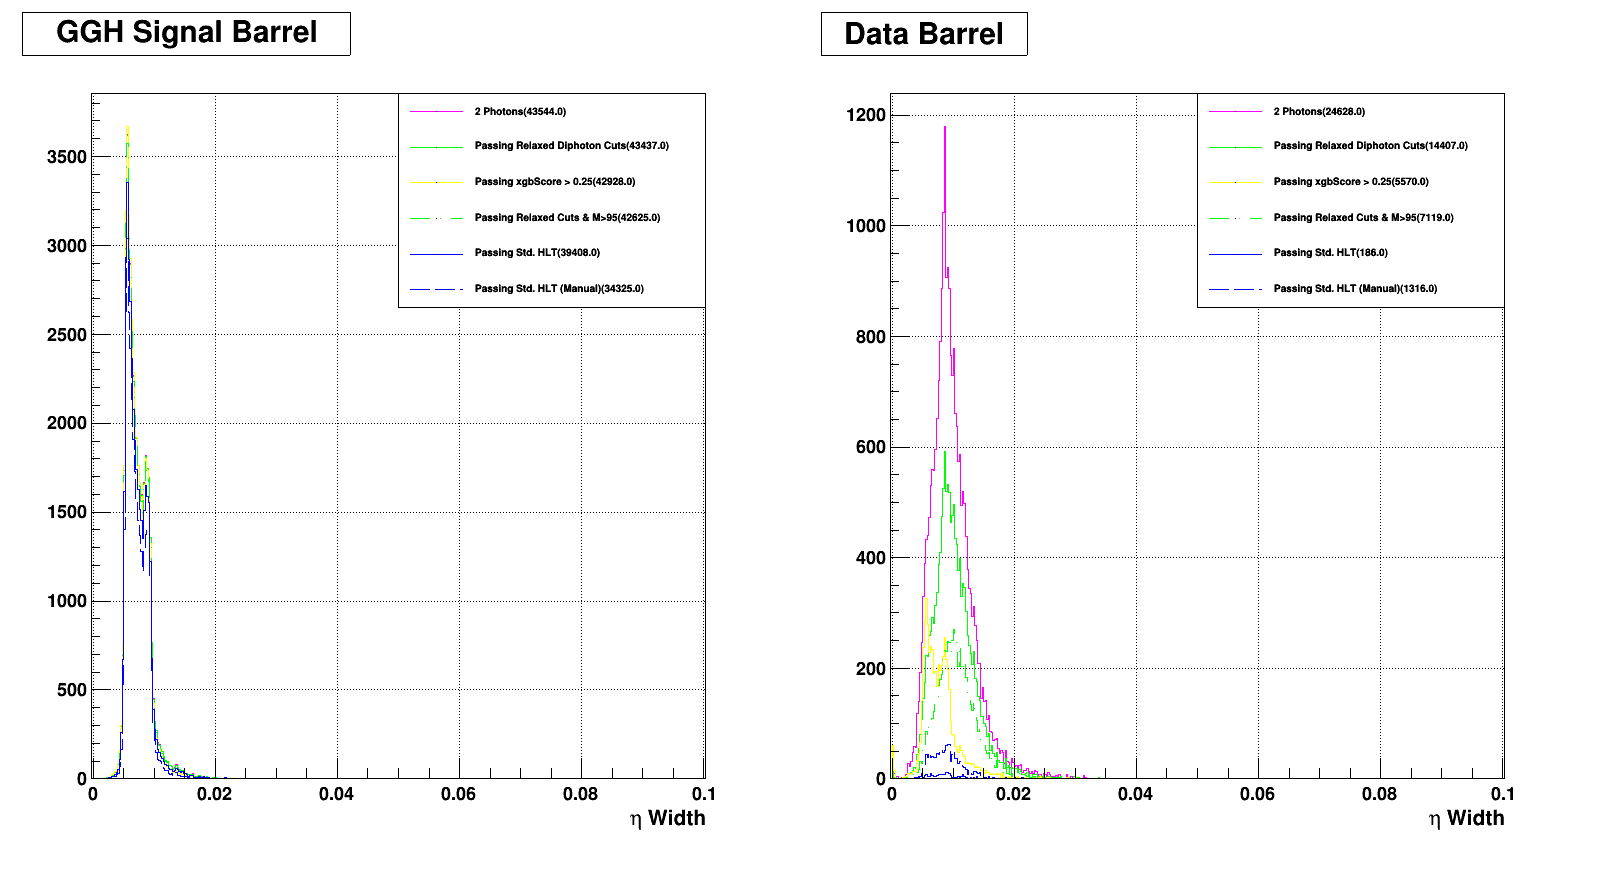 GGH Signal Barrel
2 Photons(43544.0)
Passing Relaxed Diphoton Cuts(43437.0)
Passing xgbScore > 0.25(42928.0)
Passing Relaxed Cuts & M>95(42625.0)
Passing Std. HLT(39408.0)
Passing Std. HLT (Manual)(34325.0)
3500
3000
2500
2000
1500
1000
500
0
0 0.02 0.04 0.06 0.08 0.1
η Width
Data Barrel
2 Photons(24628.0)
Passing Relaxed Diphoton Cuts(14407.0)
Passing xgbScore > 0.25(5570.0)
Passing Relaxed Cuts & M>95(7119.0)
Passing Std. HLT(186.0)
Passing Std. HLT (Manual)(1316.0)
1200
1000
800
600
400
200
0
0 0.02 0.04 0.06 0.08 0.1
η Width